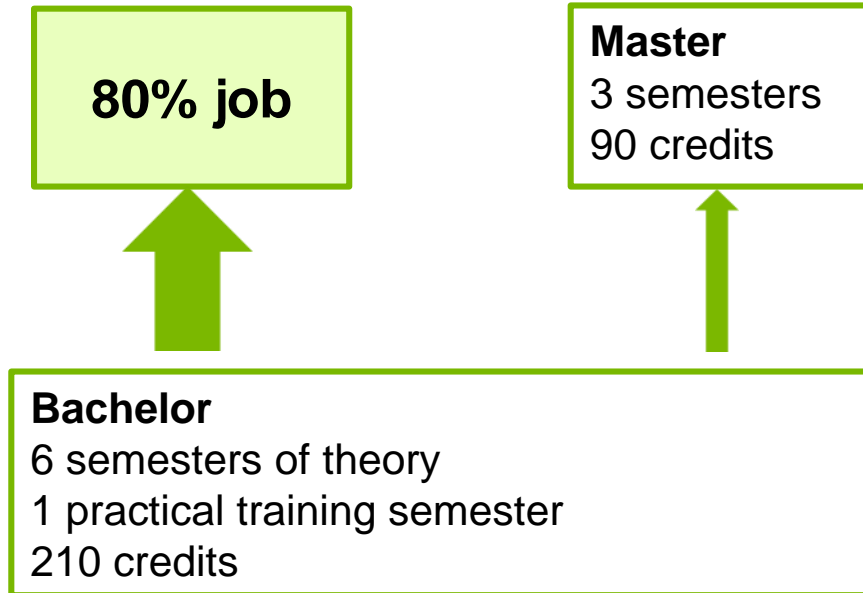 80% job
Master
3 semesters
90 credits
Bachelor
6 semesters of theory
1 practical training semester
210 credits